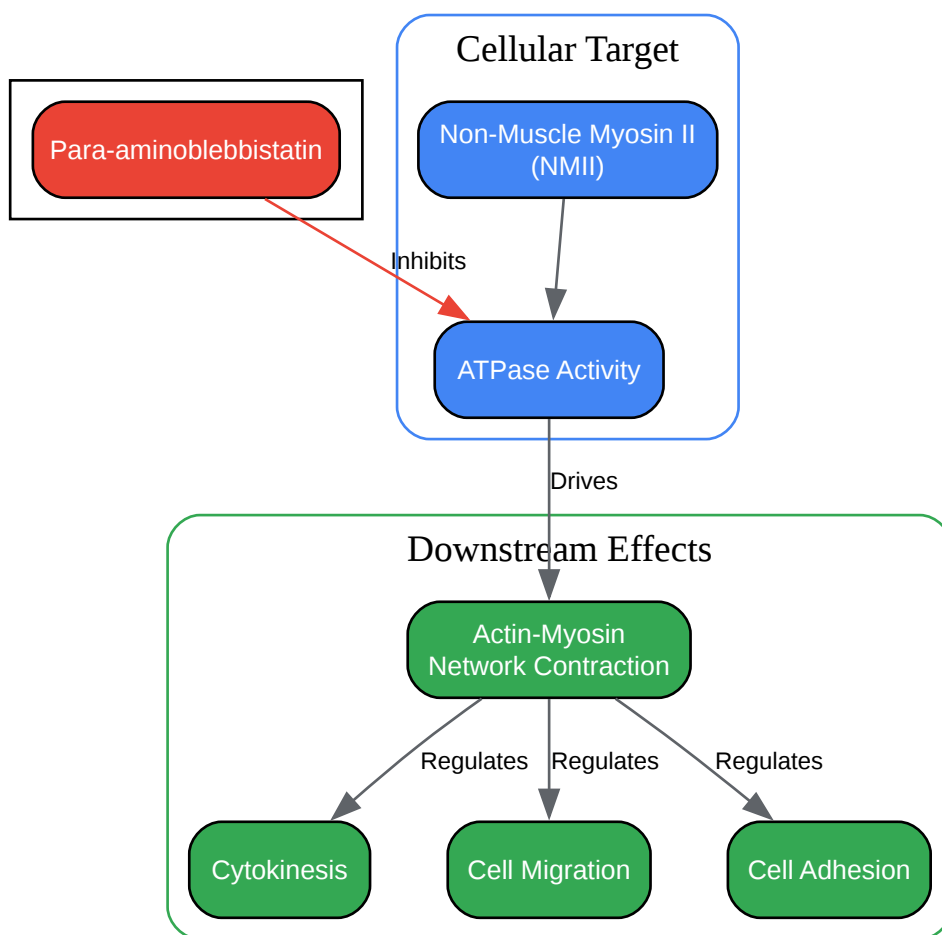 Cellular Target
Para-aminoblebbistatin
Non-Muscle Myosin II
(NMII)
Inhibits
ATPase Activity
Drives
Downstream Effects
Actin-Myosin
Network Contraction
Regulates
Regulates
Regulates
Cytokinesis
Cell Migration
Cell Adhesion